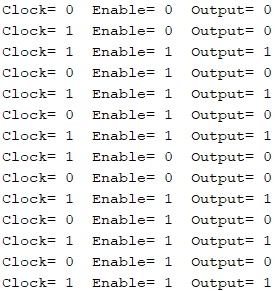 Clock= 0 Enable= 0 Output= 0
Clock= 1 Enable= 0 Output= 0
Clock= 1 Enable= 1 Output= 1
Clock= 0 Enable= 1 Output= 0
Clock= 1 Enable= 1 Output= 1
Clock= 0 Enable= 1 Output= 0
Clock= 1 Enable= 1 Output= 1
Clock= 1 Enable= 0 Output= 0
Clock= 0 Enable= 0 Output= 0
Clock= 1 Enable= 1 Output= 1
Clock= 0 Enable= 1 Output= 0
Clock= 1 Enable= 1 Output= 1
Clock= 0 Enable= 1 Output= 0
Clock= 1 Enable= 1 Output= 1